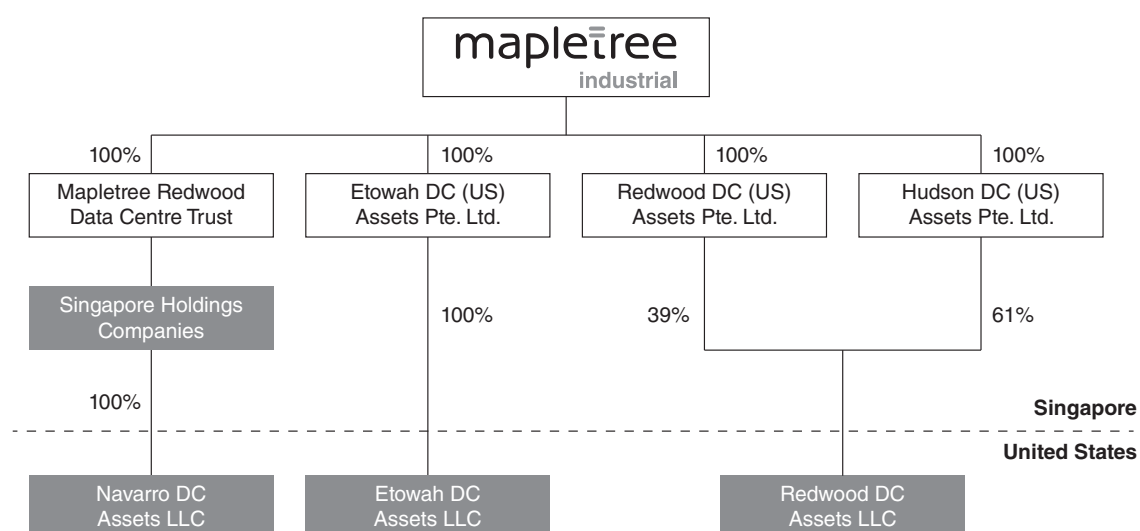 mapletree
industrial
100%
100%
100%
100%
Mapletree Redwood
Data Centre Trust
Etowah DC (US)
Assets Pte. Ltd.
Redwood DC (US)
Assets Pte. Ltd.
Hudson DC (US)
Assets Pte. Ltd.
Singapore Holdings
Companies
100%
39%
61%
100%
Singapore
United States
Navarro DC
Assets LLC
Etowah DC
Assets LLC
Redwood DC
Assets LLC